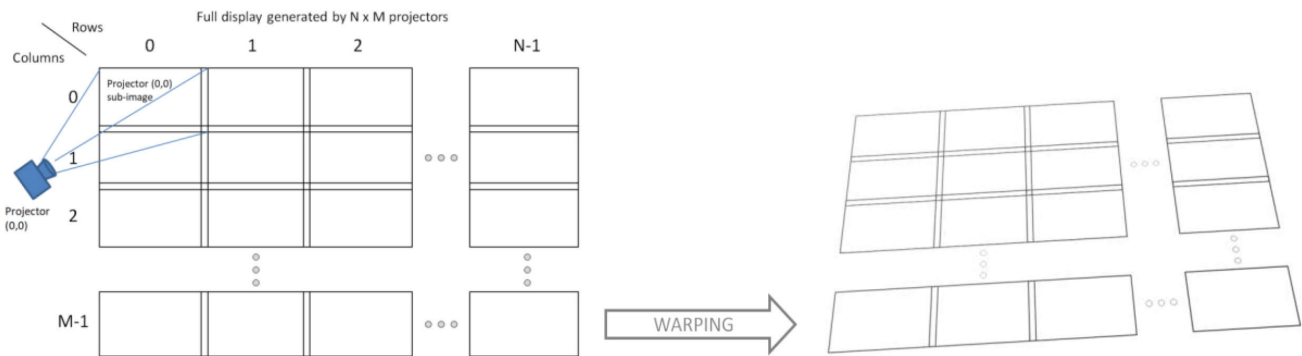 Full display generated by N x M projectors
Rows
Columns
0 1 2 N-1
0
Projector (0,0)
sub-image
1
Projector
(0,0)
2
M-1
WARPING